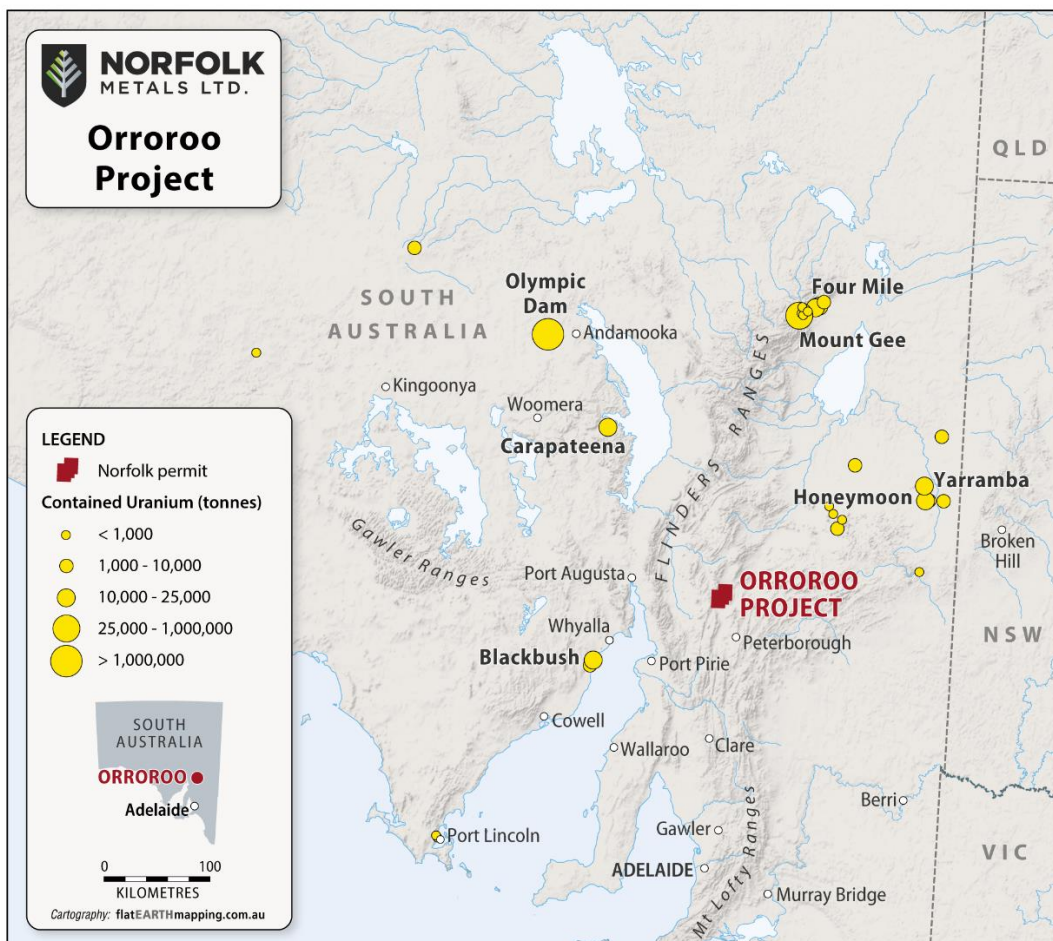 NORFOLK
METALS LTD.
Orroroo
Project
QLD
SOUTH
AUSTRALIA
Olympic
Dam
Andamooka
Four Mile
Mount Gee
Kingoonya
Woomera
Carapateena
FLINDERS RANGES
Honeymoon
Yarramba
Broken
Hill
Gawler Ranges
Port Augusta
ORROROO
PROJECT
NSW
Whyalla
Peterborough
Blackbush
Port Pirie
Cowell
Wallaroo
Clare
Berri
Port Lincoln
Gawler
ADELAIDE
Mt Lofty Ranges
VIC
Murray Bridge
LEGEND
Norfolk permit
Contained Uranium (tonnes)
< 1,000
1,000 - 10,000
10,000 - 25,000
25,000 - 1,000,000
> 1,000,000
SOUTH
AUSTRALIA
ORROROO
Adelaide
0 100
KILOMETRES
Cartography: flatEARTHmapping.com.au